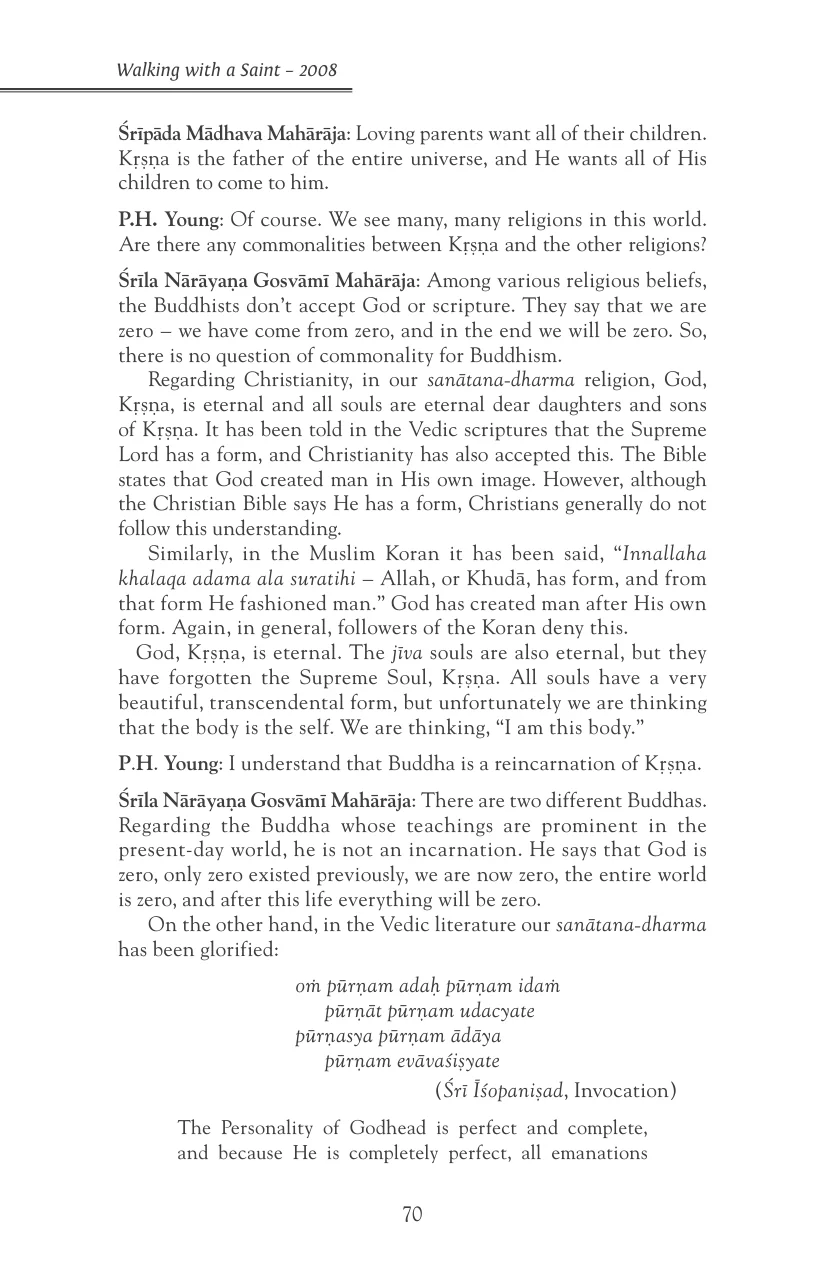 Walking with a Saint – 2008
Śrīpāda Mādhava Mahārāja: Loving parents want all of their children.
Kṛṣṇa is the father of the entire universe, and He wants all of His
children to come to him.
P.H. Young: Of course. We see many, many religions in this world.
Are there any commonalities between Kṛṣṇa and the other religions?
Śrīla Nārāyaṇa Gosvāmī Mahārāja: Among various religious beliefs,
the Buddhists don’t accept God or scripture. They say that we are
zero – we have come from zero, and in the end we will be zero. So,
there is no question of commonality for Buddhism.
Regarding Christianity, in our sanātana-dharma religion, God,
Kṛṣṇa, is eternal and all souls are eternal dear daughters and sons
of Kṛṣṇa. It has been told in the Vedic scriptures that the Supreme
Lord has a form, and Christianity has also accepted this. The Bible
states that God created man in His own image. However, although
the Christian Bible says He has a form, Christians generally do not
follow this understanding.
Similarly, in the Muslim Koran it has been said, “Innallaha
khalaqa adama ala suratihi – Allah, or Khudā, has form, and from
that form He fashioned man.” God has created man after His own
form. Again, in general, followers of the Koran deny this.
God, Kṛṣṇa, is eternal. The jīva souls are also eternal, but they
have forgotten the Supreme Soul, Kṛṣṇa. All souls have a very
beautiful, transcendental form, but unfortunately we are thinking
that the body is the self. We are thinking, “I am this body.”
P.H. Young: I understand that Buddha is a reincarnation of Kṛṣṇa.
Śrīla Nārāyaṇa Gosvāmī Mahārāja: There are two different Buddhas.
Regarding the Buddha whose teachings are prominent in the
present-day world, he is not an incarnation. He says that God is
zero, only zero existed previously, we are now zero, the entire world
is zero, and after this life everything will be zero.
On the other hand, in the Vedic literature our sanātana-dharma
has been glorified:
oṁ pūrṇam adaḥ pūrṇam idaṁ
pūrṇāt pūrṇam udacyate
pūrṇasya pūrṇam ādāya
pūrṇam evāvaśiṣyate
(Śrī Īśopaniṣad, Invocation)
The Personality of Godhead is perfect and complete,
and because He is completely perfect, all emanations
70